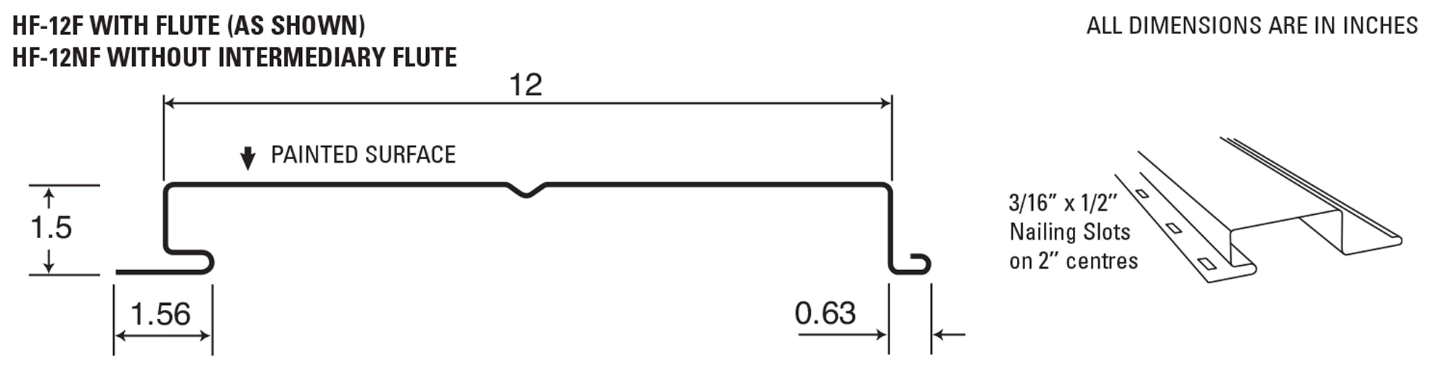 HF-12F WITH FLUTE (AS SHOWN)
HF-12NF WITHOUT INTERMEDIARY FLUTE
ALL DIMENSIONS ARE IN INCHES
12
PAINTED SURFACE
1.5
1.56
0.63
3/16” x 1/2”
Nailing Slots
on 2” centres